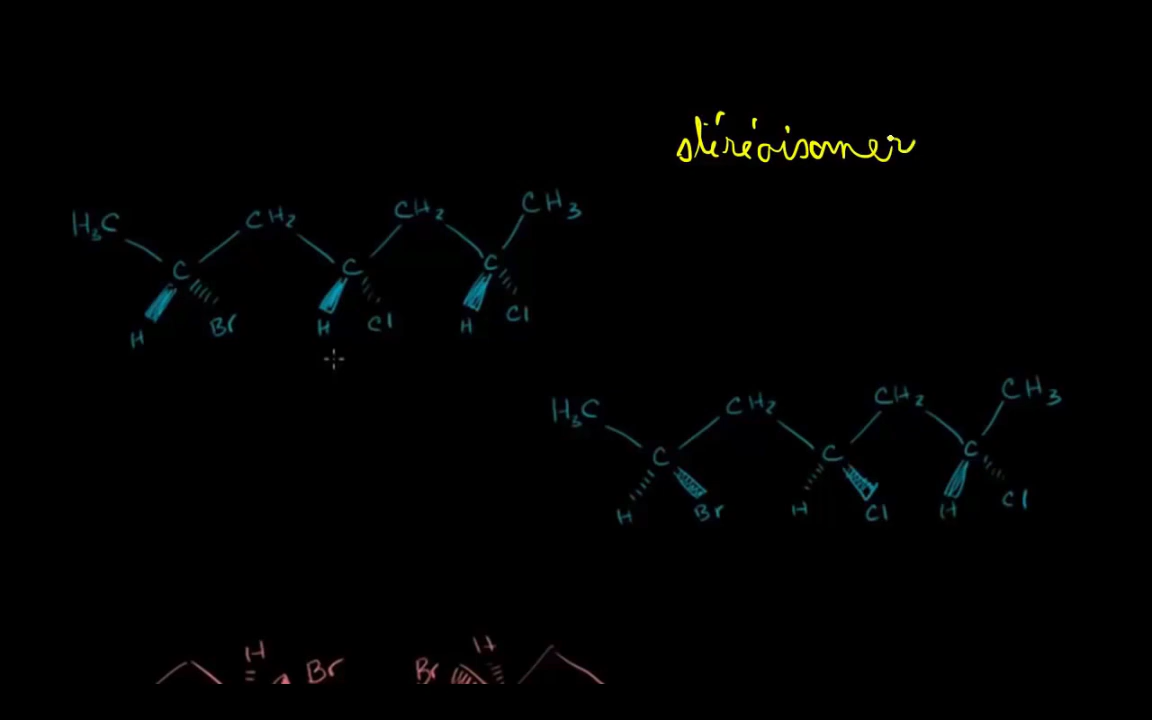 stéréoisomer
H₃C CH₂ CH₂ CH₃
C C C
H Br H Cl H Cl
H₃C CH₂ CH₂ CH₃
C C C
H Br H Cl H Cl
H H
Br Br